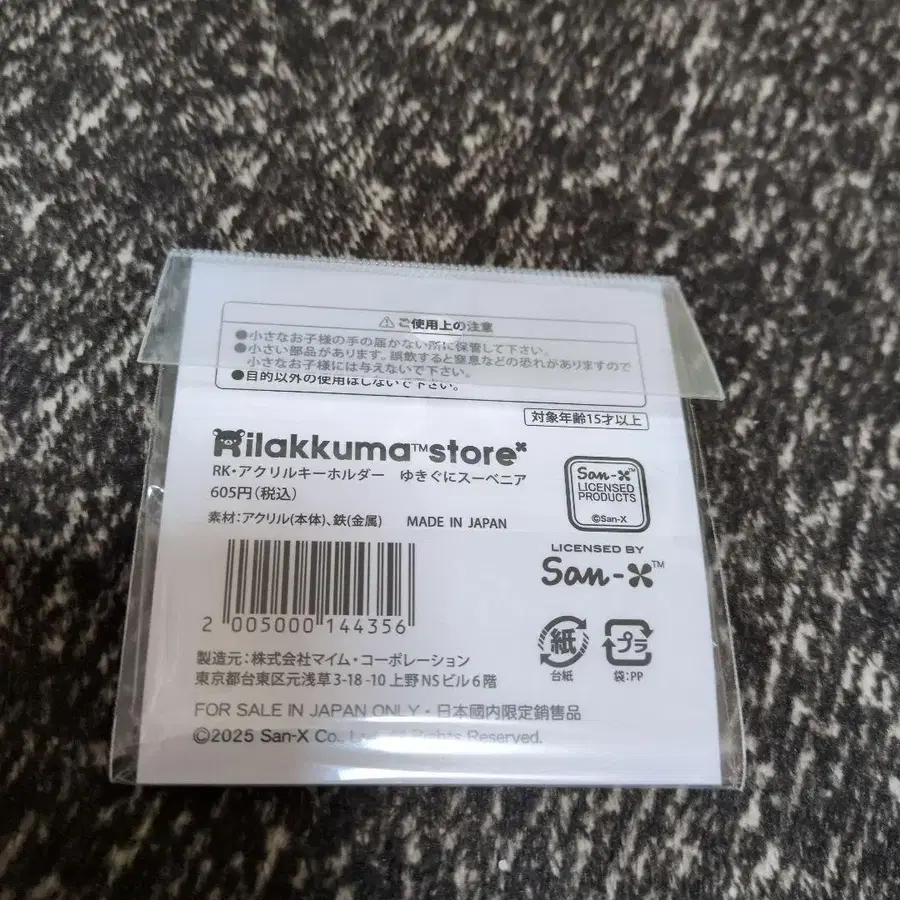 ⚠ご使用上の注意
●小さなお子様の手の届かない所に保管して下さい。
●小さい部品があります。誤飲すると窒息などの恐れがありますので
小さなお子様には与えないで下さい。
●目的以外の使用はしないで下さい。
対象年齢15才以上
Rilakkuma™store
RK・アクリルキーホルダー ゆきぐにスーベニア
605円(税込)
素材:アクリル(本体)、鉄(金属) MADE IN JAPAN
San-X™
LICENSED
PRODUCTS
©San-X
LICENSED BY
San-X™
2 005000 144356
紙
台紙
プラ
袋:PP
製造元:株式会社マイム・コーポレーション
東京都台東区元浅草3-18-10 上野NSビル6階
FOR SALE IN JAPAN ONLY・日本國内限定銷售品
©2025 San-X Co., Rights Reserved.